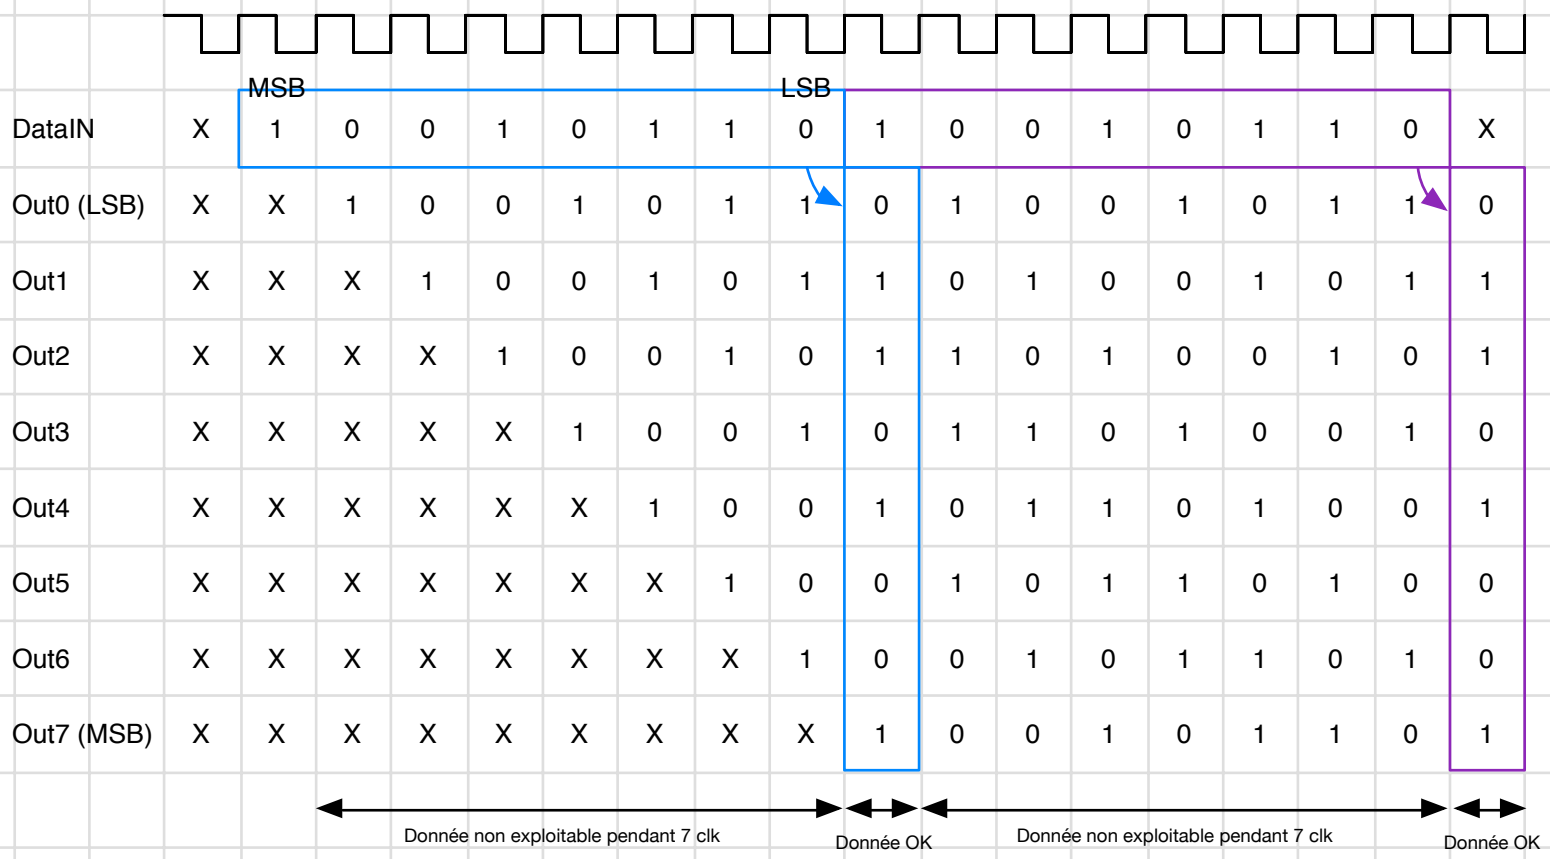 MSB LSB
DataIN X 1 0 0 1 0 1 1 0 1 0 0 1 0 1 1 0 X
Out0 (LSB) X X 1 0 0 1 0 1 1 0 1 0 0 1 0 1 1 0
Out1 X X X 1 0 0 1 0 1 1 0 1 0 0 1 0 1 1
Out2 X X X X 1 0 0 1 0 1 1 0 1 0 0 1 0 1
Out3 X X X X X 1 0 0 1 0 1 1 0 1 0 0 1 0
Out4 X X X X X X 1 0 0 1 0 1 1 0 1 0 0 1
Out5 X X X X X X X 1 0 0 1 0 1 1 0 1 0 0
Out6 X X X X X X X X 1 0 0 1 0 1 1 0 1 0
Out7 (MSB) X X X X X X X X X 1 0 0 1 0 1 1 0 1
Donnée non exploitable pendant 7 clk Donnée OK Donnée non exploitable pendant 7 clk Donnée OK